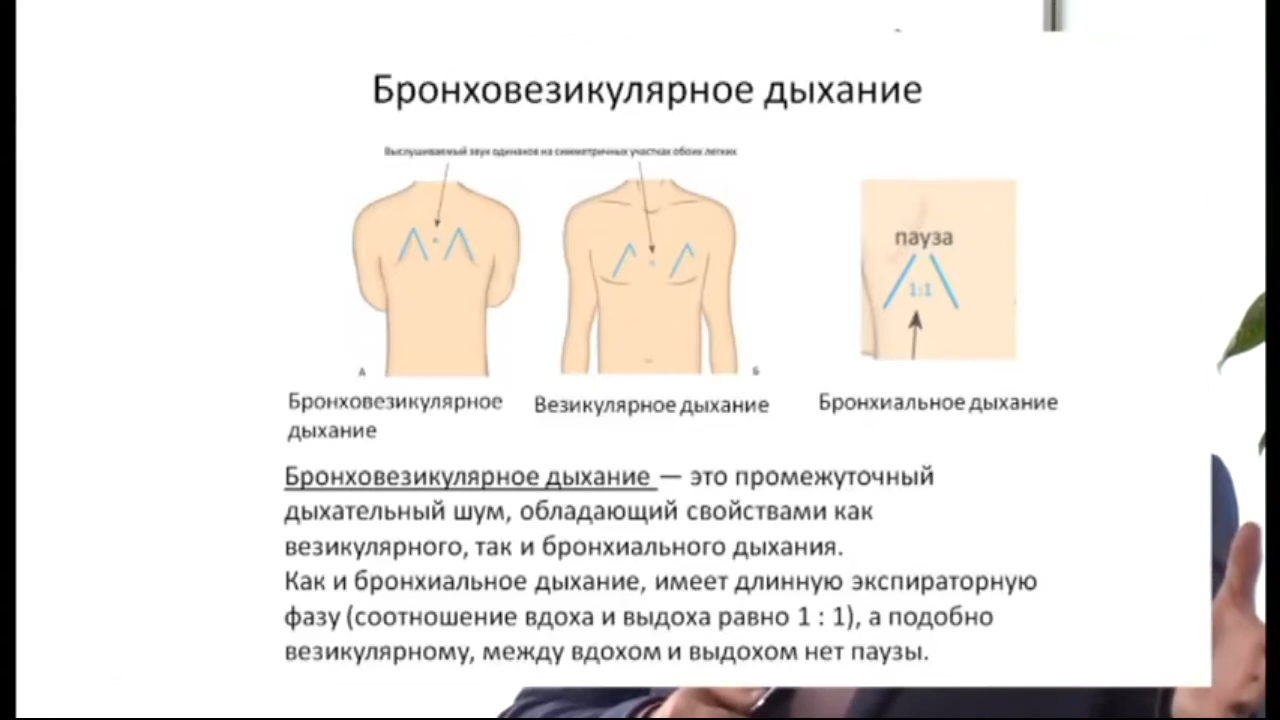 Бронховезикулярное дыхание
Выслушиваемый звук одинаков на симметричных участках обоих легких
пауза
1:1
А
Б
Бронховезикулярное
дыхание
Везикулярное дыхание
Бронхиальное дыхание
Бронховезикулярное дыхание — это промежуточный
дыхательный шум, обладающий свойствами как
везикулярного, так и бронхиального дыхания.
Как и бронхиальное дыхание, имеет длинную экспираторную
фазу (соотношение вдоха и выдоха равно 1 : 1), а подобно
везикулярному, между вдохом и выдохом нет паузы.